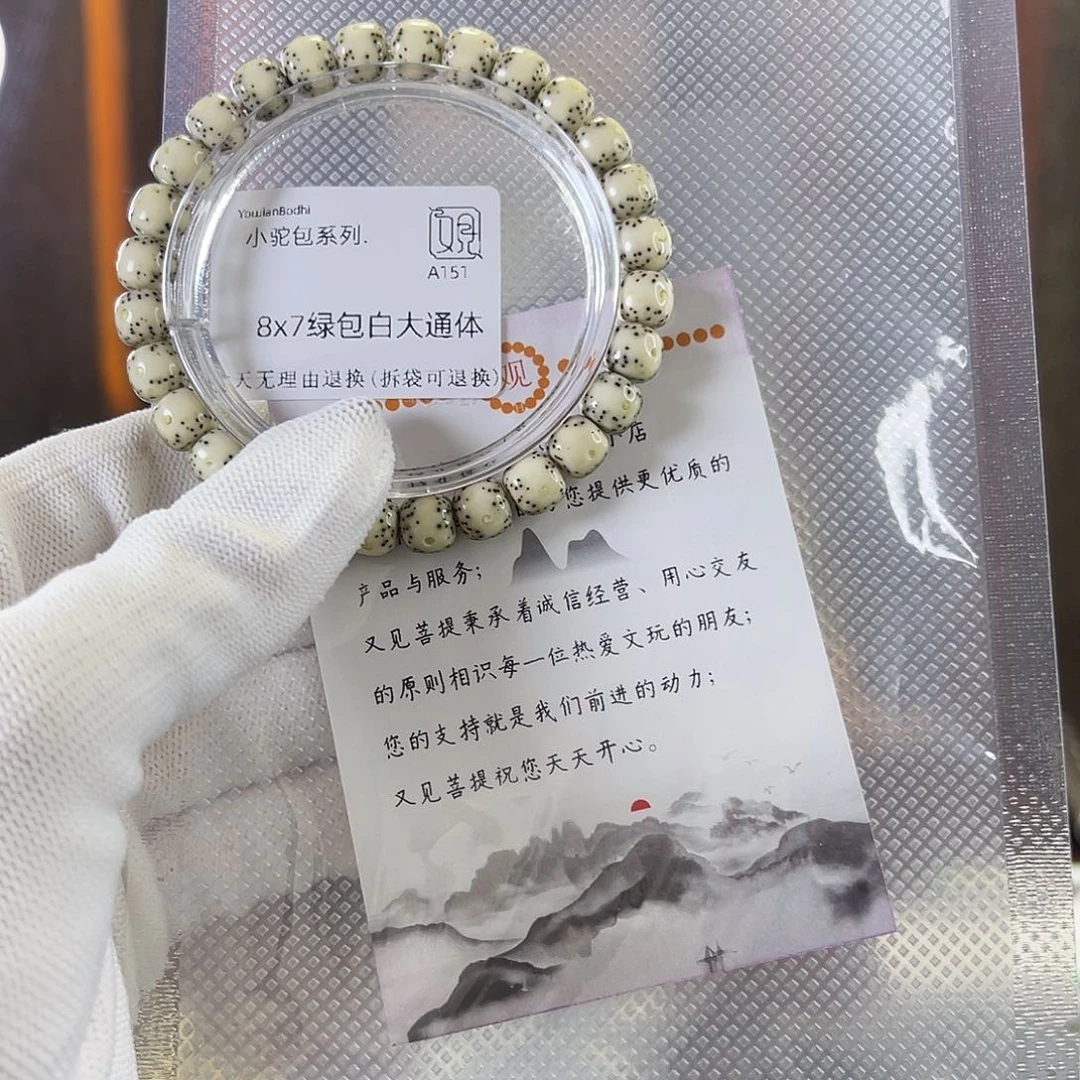 YouJianBodhi
小驼包系列.
A151
8x7绿包白大通体
天无理由退换(拆袋可退换)
观
小店
您提供更优质的
产品与服务;
又见菩提秉承着诚信经营、用心交友
的原则相识每一位热爱文玩的朋友;
您的支持就是我们前进的动力;
又见菩提祝您天天开心。